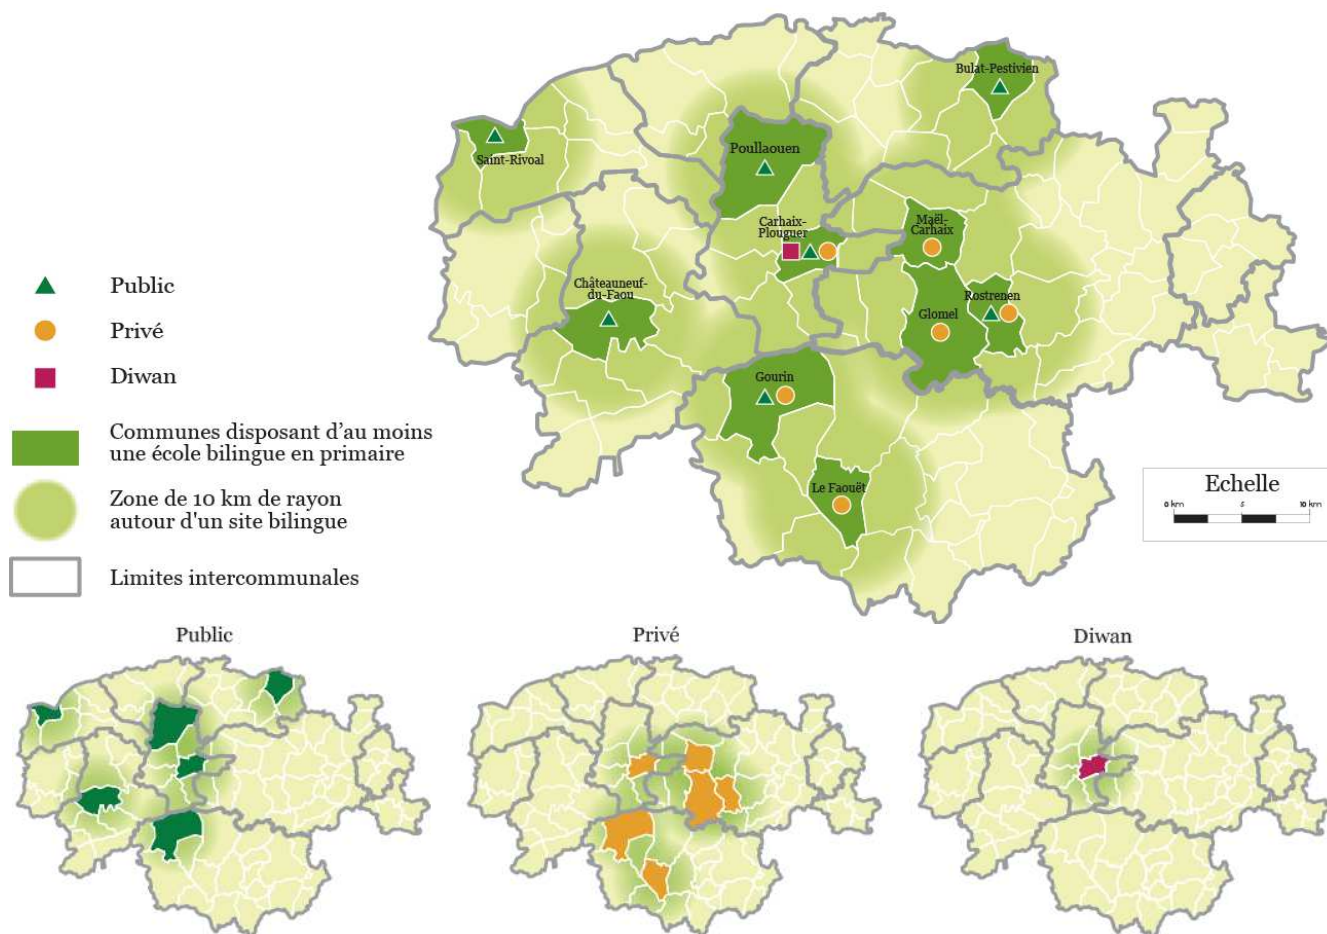 Bulat-Pestivien
Poullaouen
Saint-Rivoal
Carhaix-
Plouguer
Maël-
Carhaix
Châteauneuf-
du-Faou
Rostrenen
Glomel
Gourin
Le Faouët
Public
Privé
Diwan
Communes disposant d'au moins
une école bilingue en primaire
Zone de 10 km de rayon
autour d'un site bilingue
Limites intercommunales
Echelle
0 km 5 10 km
Public
Privé
Diwan